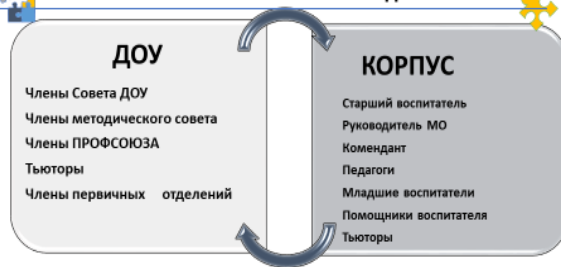 ДОУ
Члены Совета ДОУ
Члены методического совета
Члены ПРОФСОЮЗА
Тьюторы
Члены первичных отделений
КОРПУС
Старший воспитатель
Руководитель МО
Комендант
Педагоги
Младшие воспитатели
Помощники воспитателя
Тьюторы